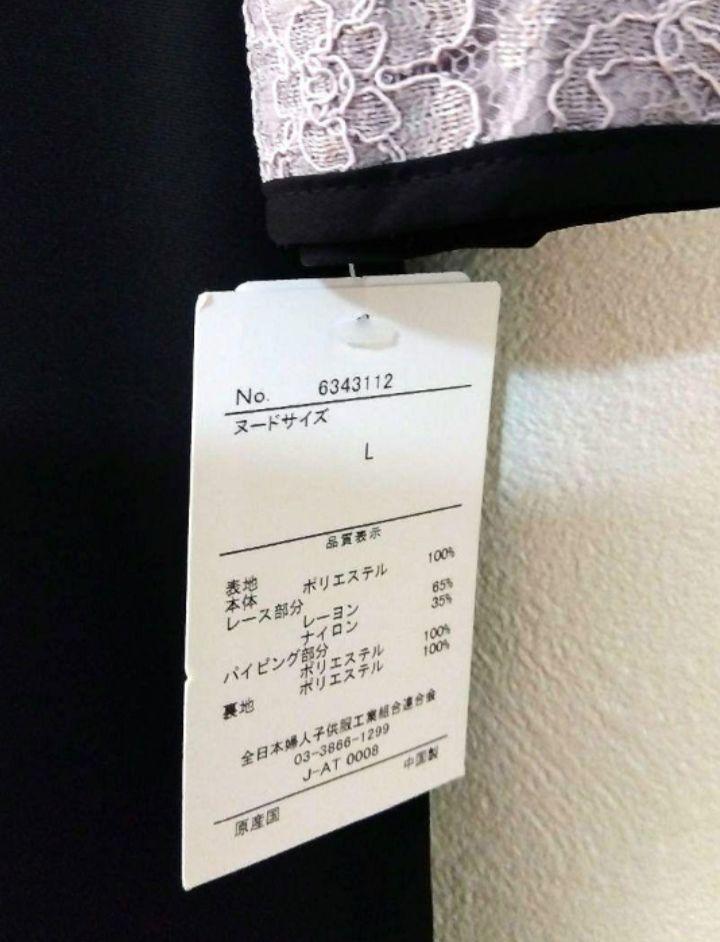 No. 6343112
ヌードサイズ
L
品質表示
表地
本体 ポリエステル 100%
レース部分
レーヨン 65%
ナイロン 35%
パイピング部分
ポリエステル 100%
裏地 ポリエステル 100%
全日本婦人子供服工業組合連合会
03-3866-1299
J-AT 0008
原産国 中国製